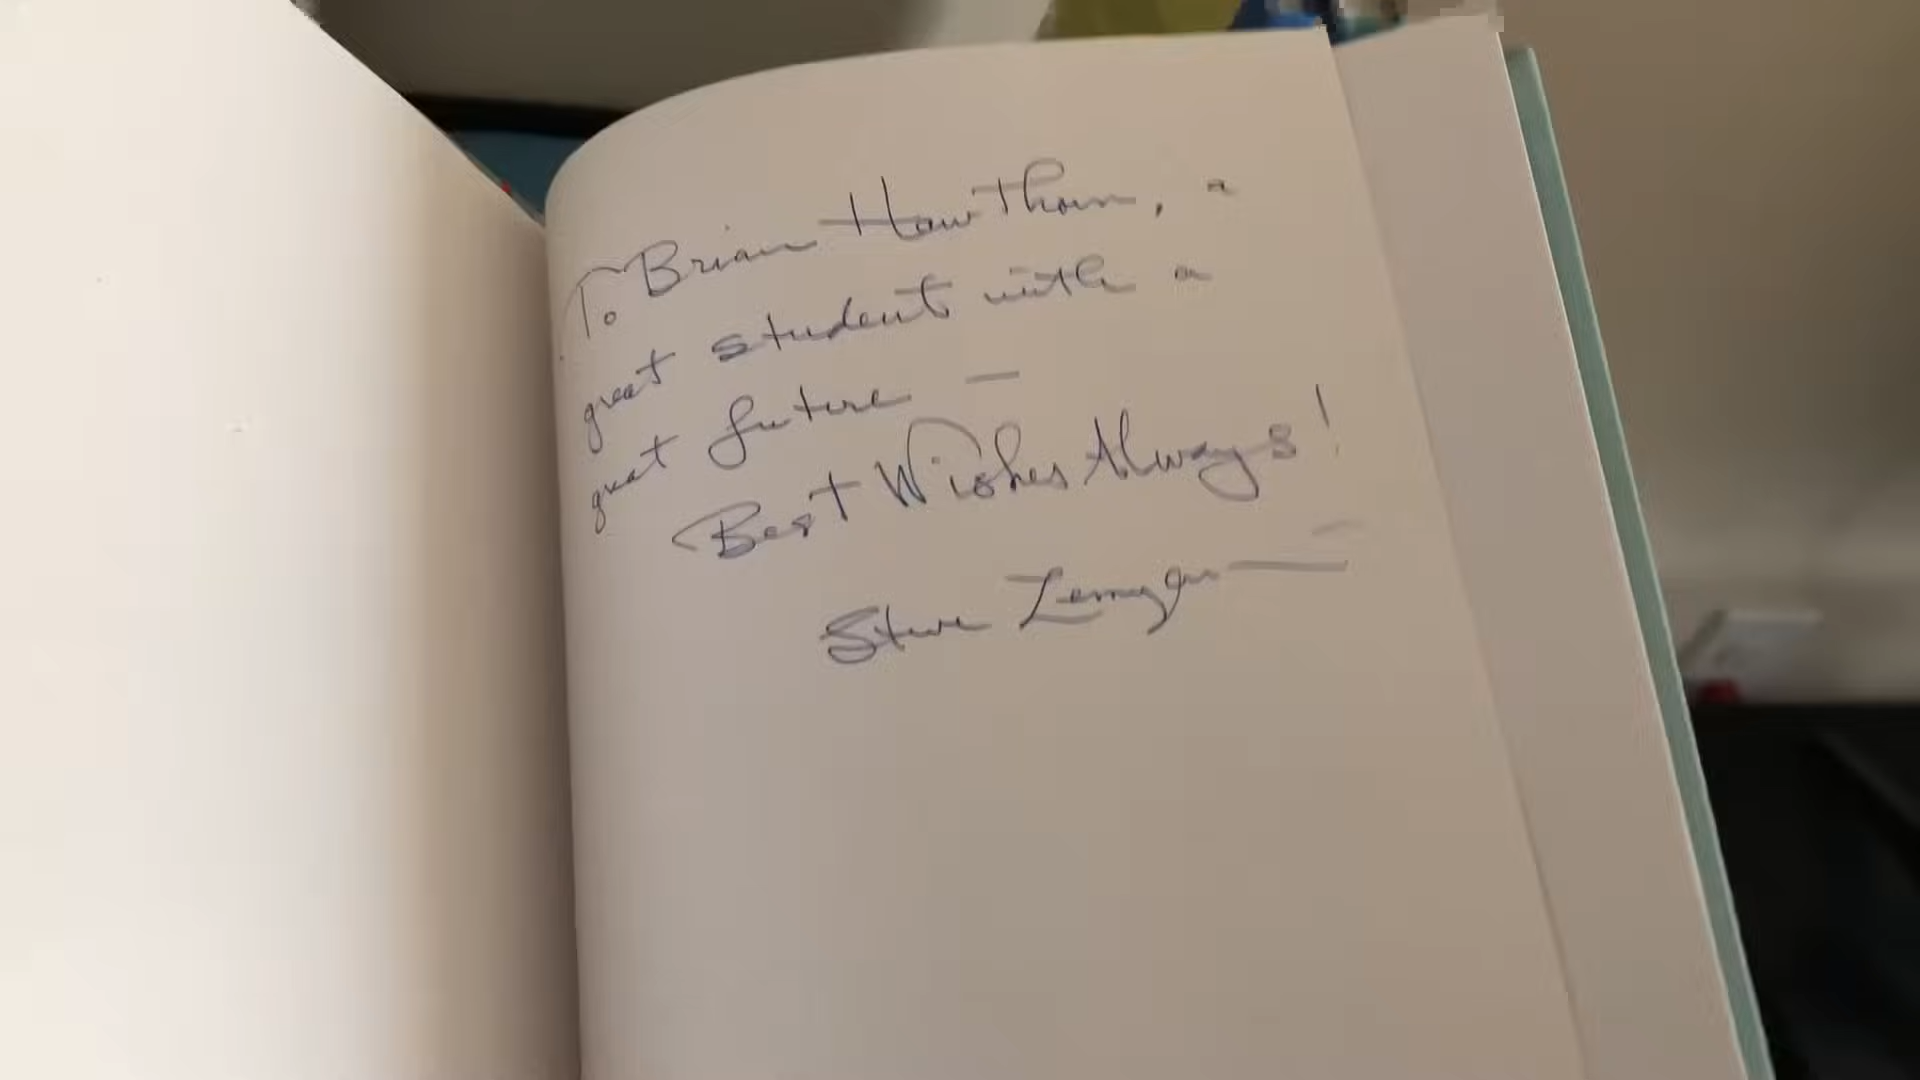 To Brian Hawthorn, a
great student with a
great future —
Best Wishes Always!
Steve